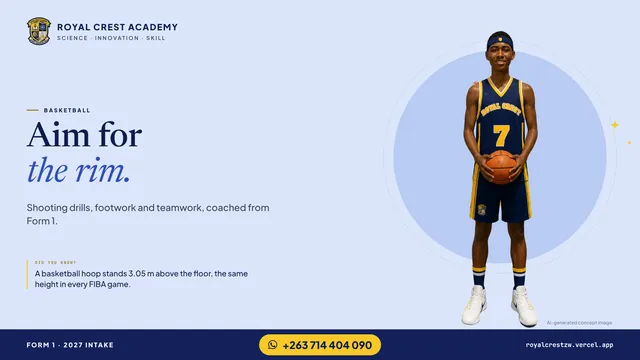 ROYAL CREST ACADEMY
SCIENCE · INNOVATION · SKILL
BASKETBALL
Aim for
the rim.
Shooting drills, footwork and teamwork, coached from
Form 1.
DID YOU KNOW?
A basketball hoop stands 3.05 m above the floor, the same
height in every FIBA game.
ROYAL CREST
7
AI-generated concept image
FORM 1 · 2027 INTAKE
+263 714 404 090
royalcrestzw.vercel.app